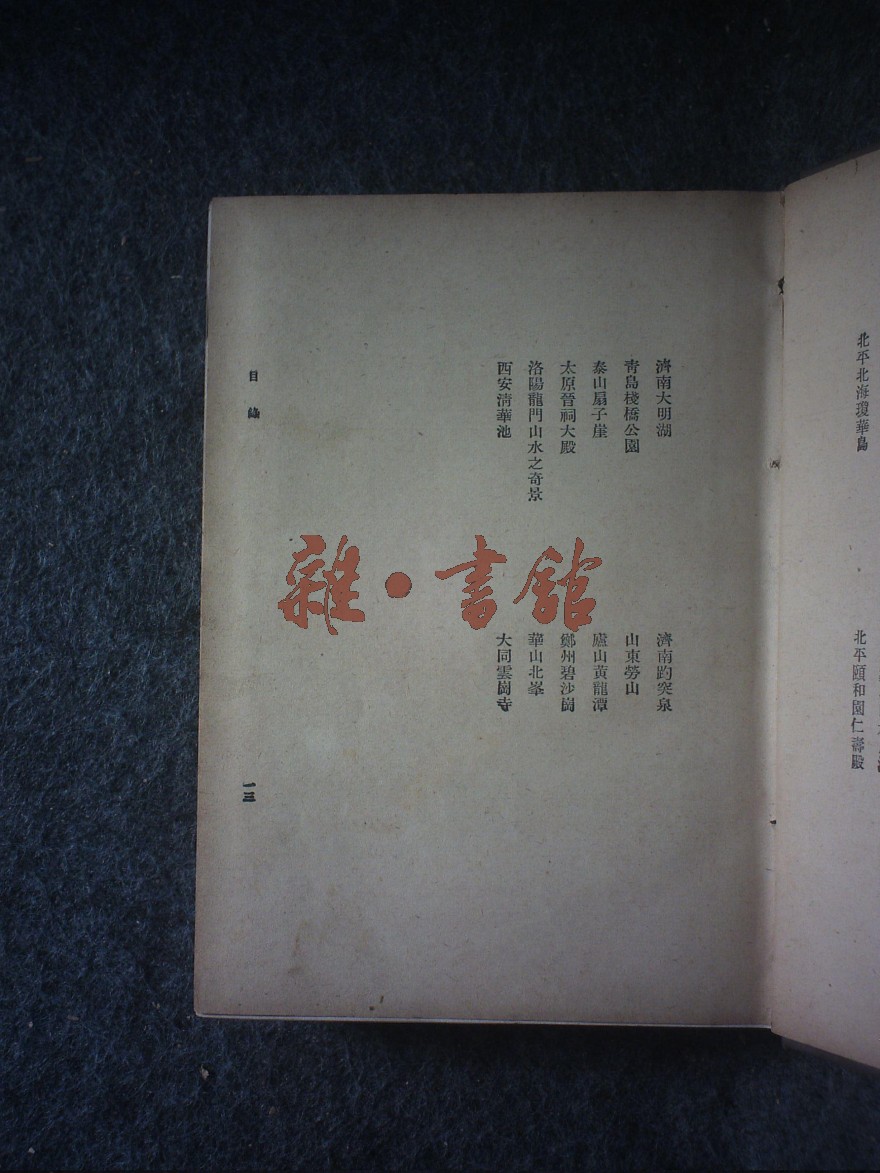 北平北海瓊華島
北平頤和園仁壽殿
濟南大明湖
濟南趵突泉
青島棧橋公園
山東勞山
泰山扇子崖
廬山黃龍潭
太原晉祠大殿
鄭州碧沙崗
洛陽龍門山水之奇景
華山北峯
西安清華池
大同雲崗寺
目錄
一三
雜·書館